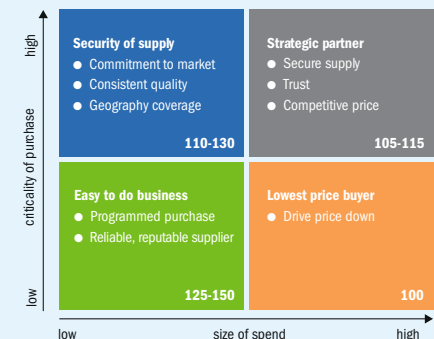 high
criticality of purchase
low
Security of supply
● Commitment to market
● Consistent quality
● Geography coverage
110-130
Strategic partner
● Secure supply
● Trust
● Competitive price
105-115
Easy to do business
● Programmed purchase
● Reliable, reputable supplier
125-150
Lowest price buyer
● Drive price down
100
low size of spend high